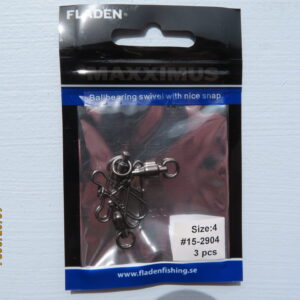 FLADEN®
MAXXIMUS
Ballbearing swivel with nice snap
Size:4
#15-2904
3 pcs
www.fladenfishing.se